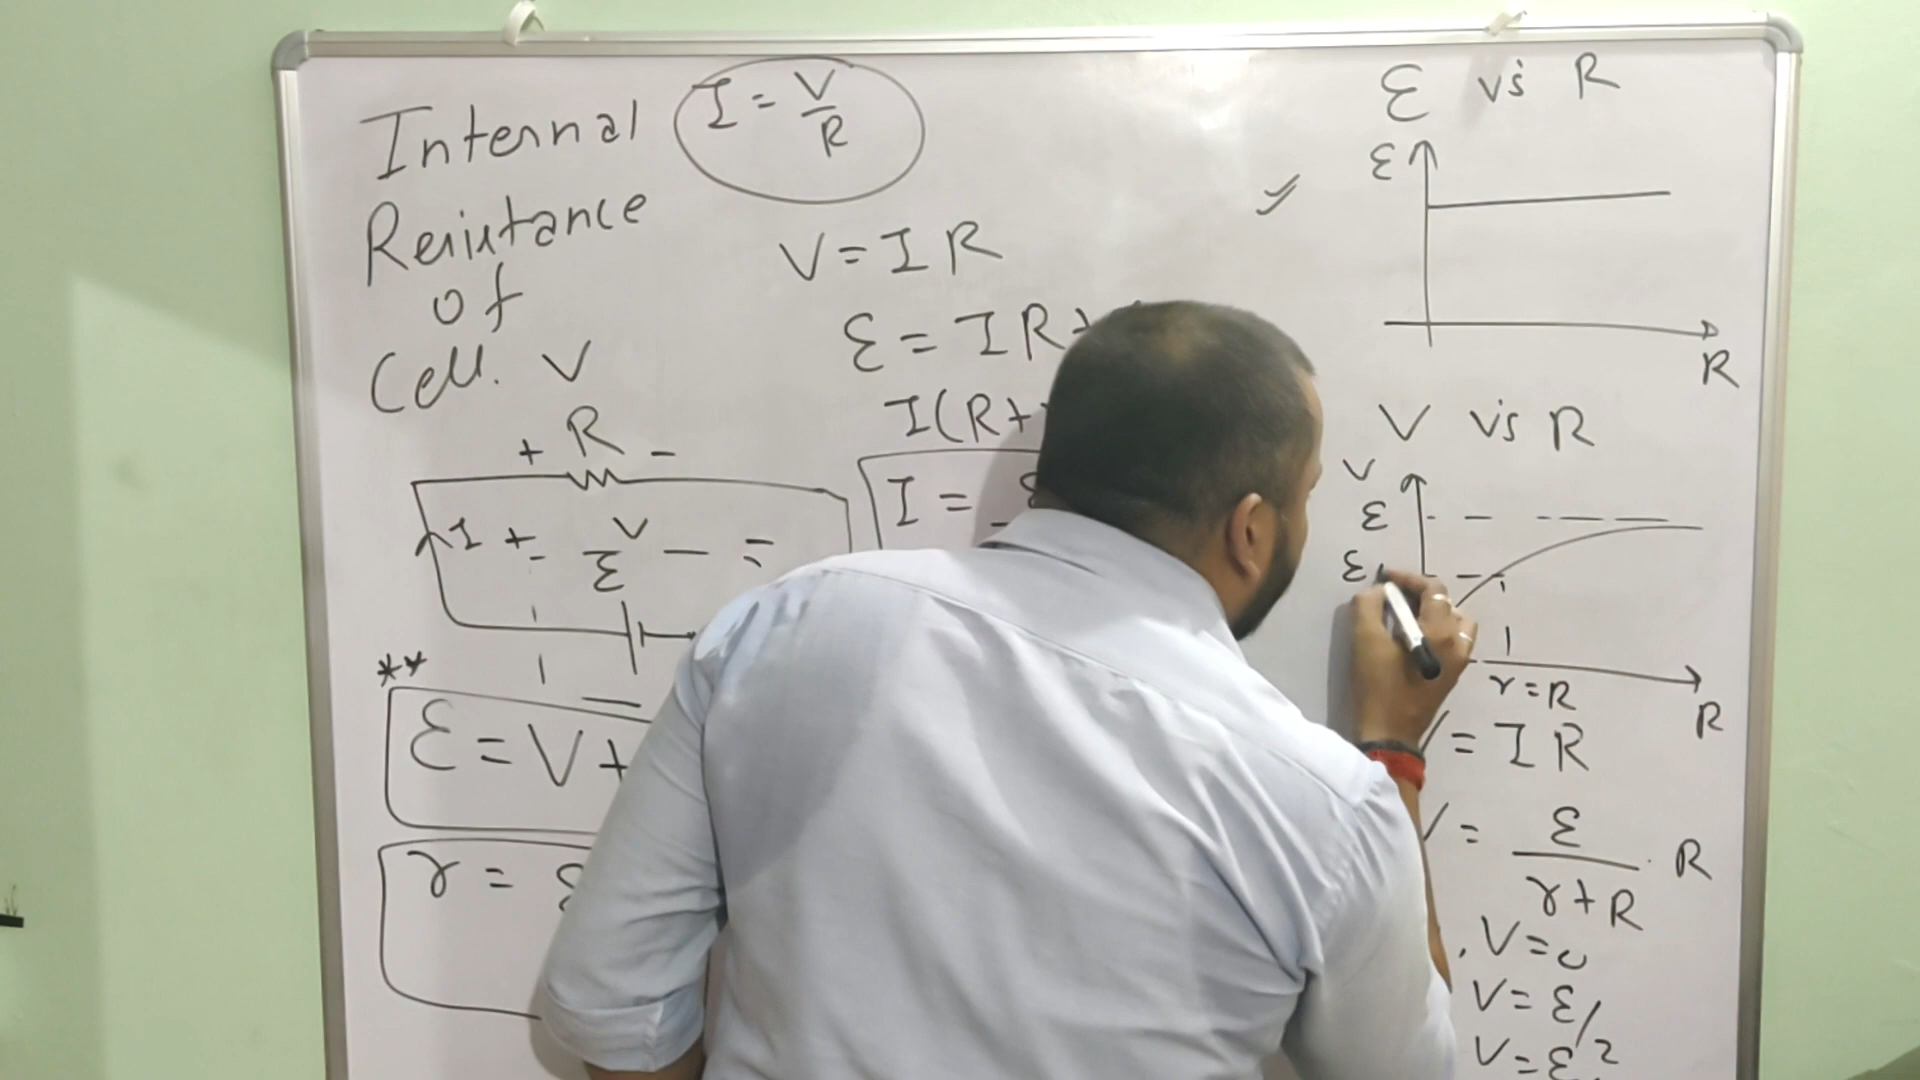 Internal
Resistance
of
Cell.
I = V/R
V = I R
ε = I R +
I(R+
I = ε
V
+ R -
I + V - =
ε
**
ε = V +
r = ε
ε vs R
ε
R
V vs R
V
ε
ε
r = R
R
V = I R
V = ε/(r + R) · R
V = 0
V = ε/2
V = ε